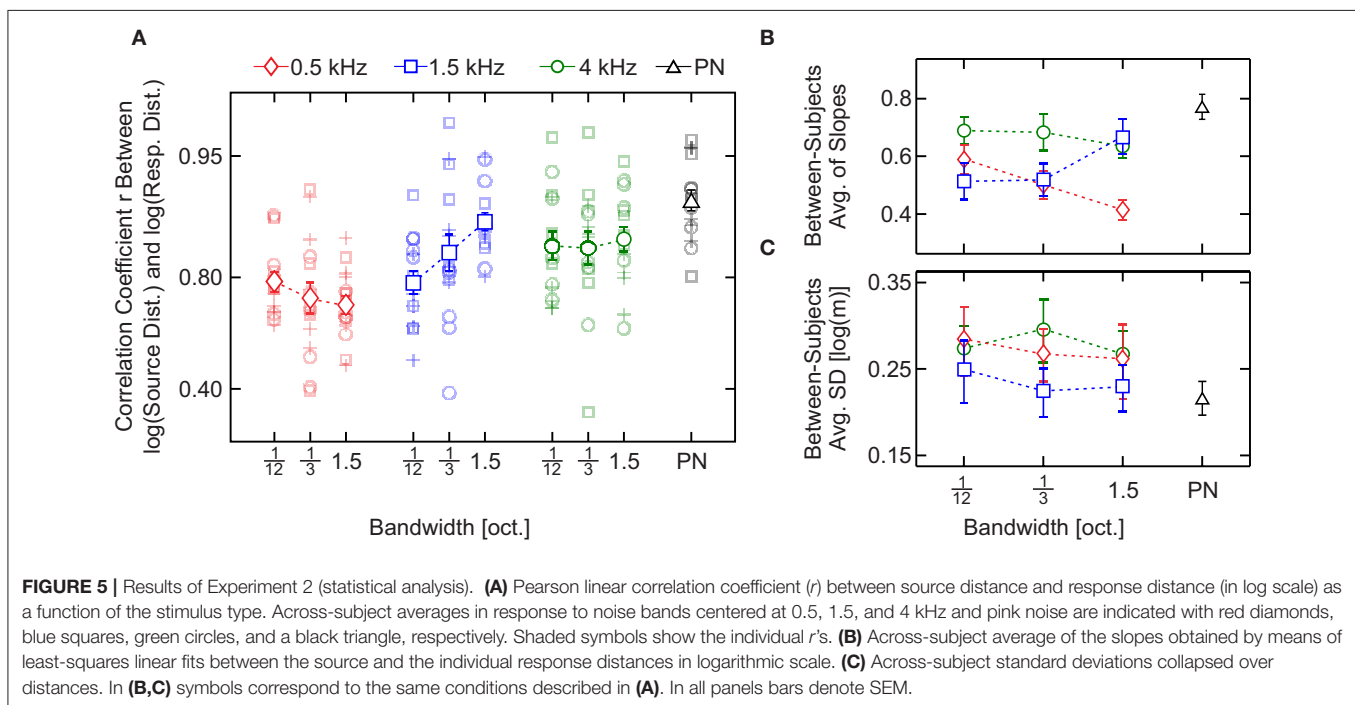 A
0.5 kHz 1.5 kHz 4 kHz PN
Correlation Coefficient r Between
log(Source Dist.) and log(Resp. Dist.)
0.95
0.80
0.40
1/12 1/3 1.5 1/12 1/3 1.5 1/12 1/3 1.5 PN
Bandwidth [oct.]
B
Between-Subjects
Avg. of Slopes
0.8
0.6
0.4
C
Between-Subjects
Avg. SD [log(m)]
0.35
0.25
0.15
1/12 1/3 1.5 PN
Bandwidth [oct.]
FIGURE 5 | Results of Experiment 2 (statistical analysis). (A) Pearson linear correlation coefficient (r) between source distance and response distance (in log scale) as
a function of the stimulus type. Across-subject averages in response to noise bands centered at 0.5, 1.5, and 4 kHz and pink noise are indicated with red diamonds,
blue squares, green circles, and a black triangle, respectively. Shaded symbols show the individual r's. (B) Across-subject average of the slopes obtained by means of
least-squares linear fits between the source and the individual response distances in logarithmic scale. (C) Across-subject standard deviations collapsed over
distances. In (B,C) symbols correspond to the same conditions described in (A). In all panels bars denote SEM.